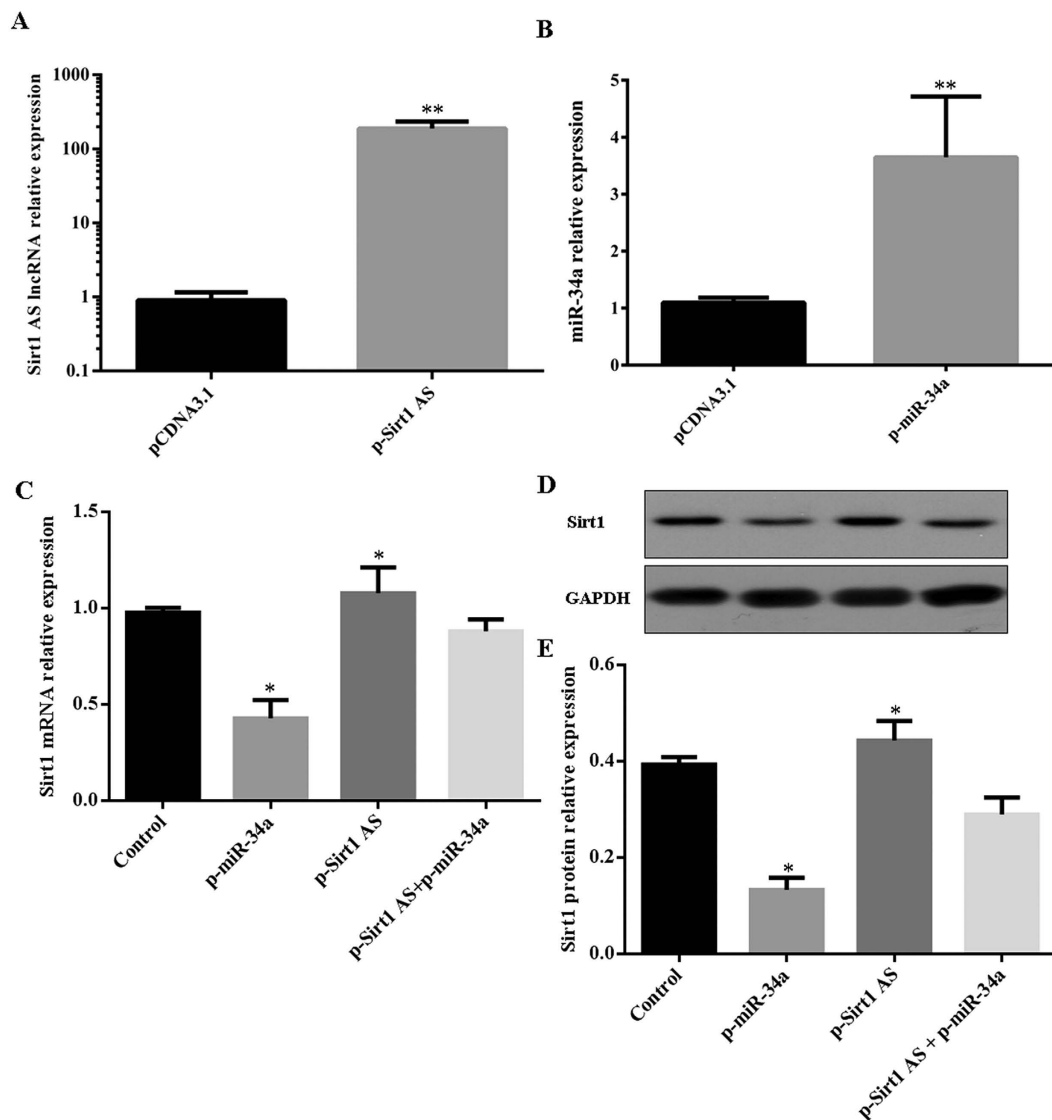 A
Sirt1 AS lncRNA relative expression
1000
100
10
1
0.1
**
pCDNA3.1
p-Sirt1 AS
B
miR-34a relative expression
5
4
3
2
1
0
**
pCDNA3.1
p-miR-34a
C
Sirt1 mRNA relative expression
1.5
1.0
0.5
0.0
*
*
Control
p-miR-34a
p-Sirt1 AS
p-Sirt1 AS+p-miR-34a
D
Sirt1
GAPDH
E
Sirt1 protein relative expression
0.6
0.4
0.2
0.0
*
*
Control
p-miR-34a
p-Sirt1 AS
p-Sirt1 AS + p-miR-34a